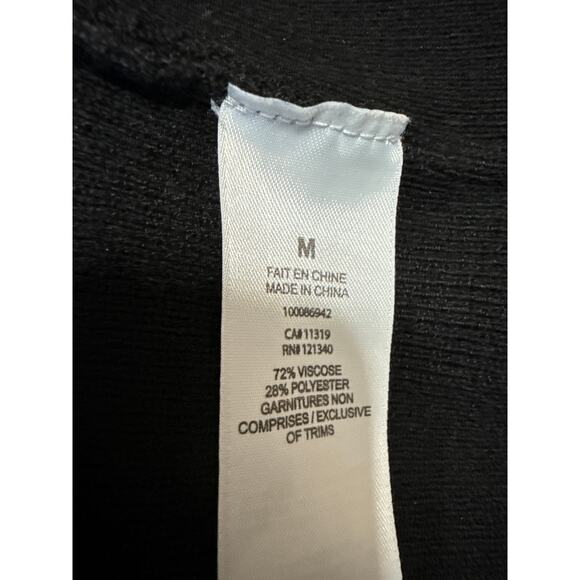 M
FAIT EN CHINE
MADE IN CHINA
100086942
CA#11319
RN#121340
72% VISCOSE
28% POLYESTER
GARNITURES NON
COMPRISES / EXCLUSIVE
OF TRIMS